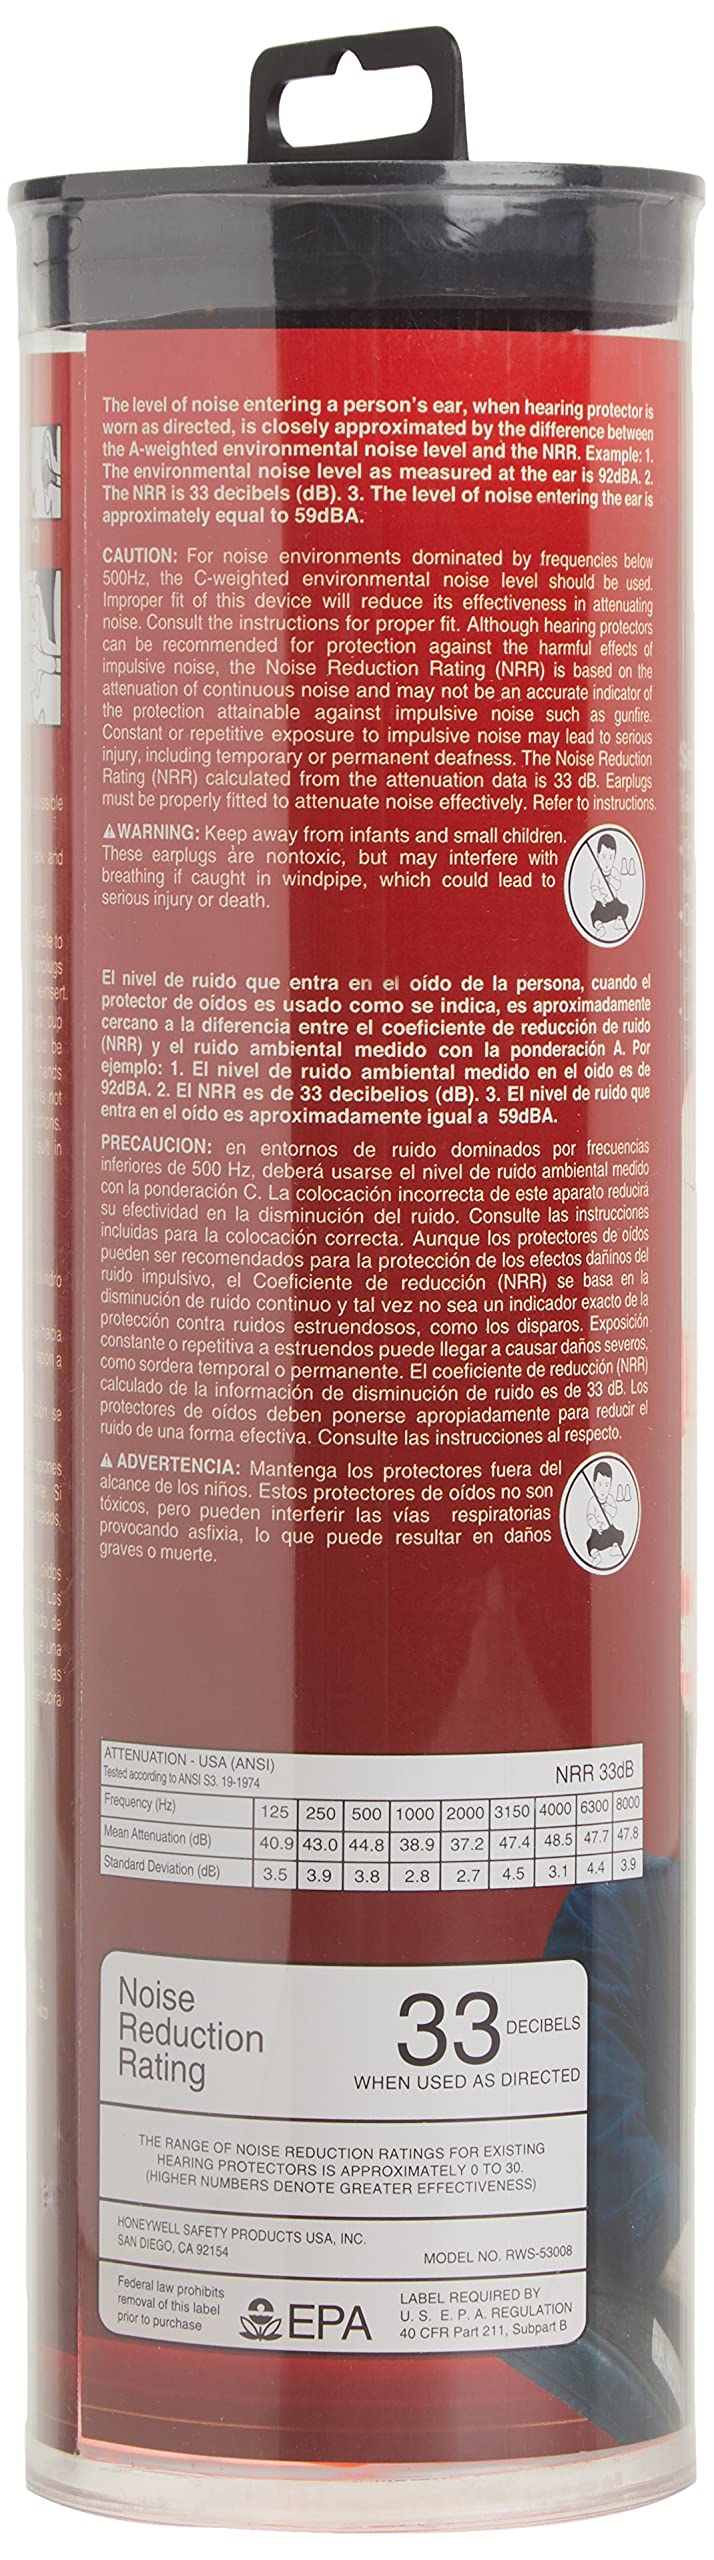 The level of noise entering a person's ear, when hearing protector is
worn as directed, is closely approximated by the difference between
the A-weighted environmental noise level and the NRR. Example: 1.
The environmental noise level as measured at the ear is 92dBA. 2.
The NRR is 33 decibels (dB). 3. The level of noise entering the ear is
approximately equal to 59dBA.
CAUTION: For noise environments dominated by frequencies below
500Hz, the C-weighted environmental noise level should be used.
Improper fit of this device will reduce its effectiveness in attenuating
noise. Consult the instructions for proper fit. Although hearing protectors
can be recommended for protection against the harmful effects of
impulsive noise, the Noise Reduction Rating (NRR) is based on the
attenuation of continuous noise and may not be an accurate indicator of
the protection attainable against impulsive noise such as gunfire.
Constant or repetitive exposure to impulsive noise may lead to serious
injury, including temporary or permanent deafness. The Noise Reduction
Rating (NRR) calculated from the attenuation data is 33 dB. Earplugs
must be properly fitted to attenuate noise effectively. Refer to instructions.
⚠WARNING: Keep away from infants and small children.
These earplugs are nontoxic, but may interfere with
breathing if caught in windpipe, which could lead to
serious injury or death.
El nivel de ruido que entra en el oído de la persona, cuando el
protector de oídos es usado como se indica, es aproximadamente
cercano a la diferencia entre el coeficiente de reducción de ruido
(NRR) y el ruido ambiental medido con la ponderación A. Por
ejemplo: 1. El nivel de ruido ambiental medido en el oido es de
92dBA. 2. El NRR es de 33 decibelios (dB). 3. El nivel de ruido que
entra en el oído es aproximadamente igual a 59dBA.
PRECAUCION: en entornos de ruido dominados por frecuencias
inferiores de 500 Hz, deberá usarse el nivel de ruido ambiental medido
con la ponderación C. La colocación incorrecta de este aparato reducirá
su efectividad en la disminución del ruido. Consulte las instrucciones
incluidas para la colocación correcta. Aunque los protectores de oídos
pueden ser recomendados para la protección de los efectos dañinos del
ruido impulsivo, el Coeficiente de reducción (NRR) se basa en la
disminución de ruido continuo y tal vez no sea un indicador exacto de la
protección contra ruidos estruendosos, como los disparos. Exposición
constante o repetitiva a estruendos puede llegar a causar daños severos,
como sordera temporal o permanente. El coeficiente de reducción (NRR)
calculado de la información de disminución de ruido es de 33 dB. Los
protectores de oídos deben ponerse apropiadamente para reducir el
ruido de una forma efectiva. Consulte las instrucciones al respecto.
⚠ ADVERTENCIA: Mantenga los protectores fuera del
alcance de los niños. Estos protectores de oídos no son
tóxicos, pero pueden interferir las vías respiratorias
provocando asfixia, lo que puede resultar en daños
graves o muerte.
ATTENUATION - USA (ANSI)
Tested according to ANSI S3. 19-1974
NRR 33dB
Frequency (Hz) 125 250 500 1000 2000 3150 4000 6300 8000
Mean Attenuation (dB) 40.9 43.0 44.8 38.9 37.2 47.4 48.5 47.7 47.8
Standard Deviation (dB) 3.5 3.9 3.8 2.8 2.7 4.5 3.1 4.4 3.9
Noise
Reduction
Rating
33 DECIBELS
WHEN USED AS DIRECTED
THE RANGE OF NOISE REDUCTION RATINGS FOR EXISTING
HEARING PROTECTORS IS APPROXIMATELY 0 TO 30.
(HIGHER NUMBERS DENOTE GREATER EFFECTIVENESS)
HONEYWELL SAFETY PRODUCTS USA, INC.
SAN DIEGO, CA 92154
MODEL NO. RWS-53008
Federal law prohibits
removal of this label
prior to purchase
EPA
LABEL REQUIRED BY
U. S. E. P. A. REGULATION
40 CFR Part 211, Subpart B